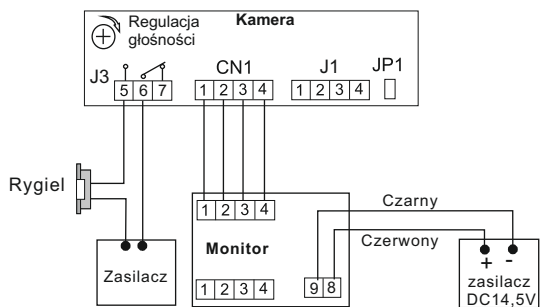 Kamera
Regulacja
głośności
J3
CN1
J1
JP1
5 6 7
1 2 3 4
1 2 3 4
Rygiel
1 2 3 4
Monitor
1 2 3 4
9 8
Zasilacz
Czarny
Czerwony
+ -
zasilacz
DC14,5V